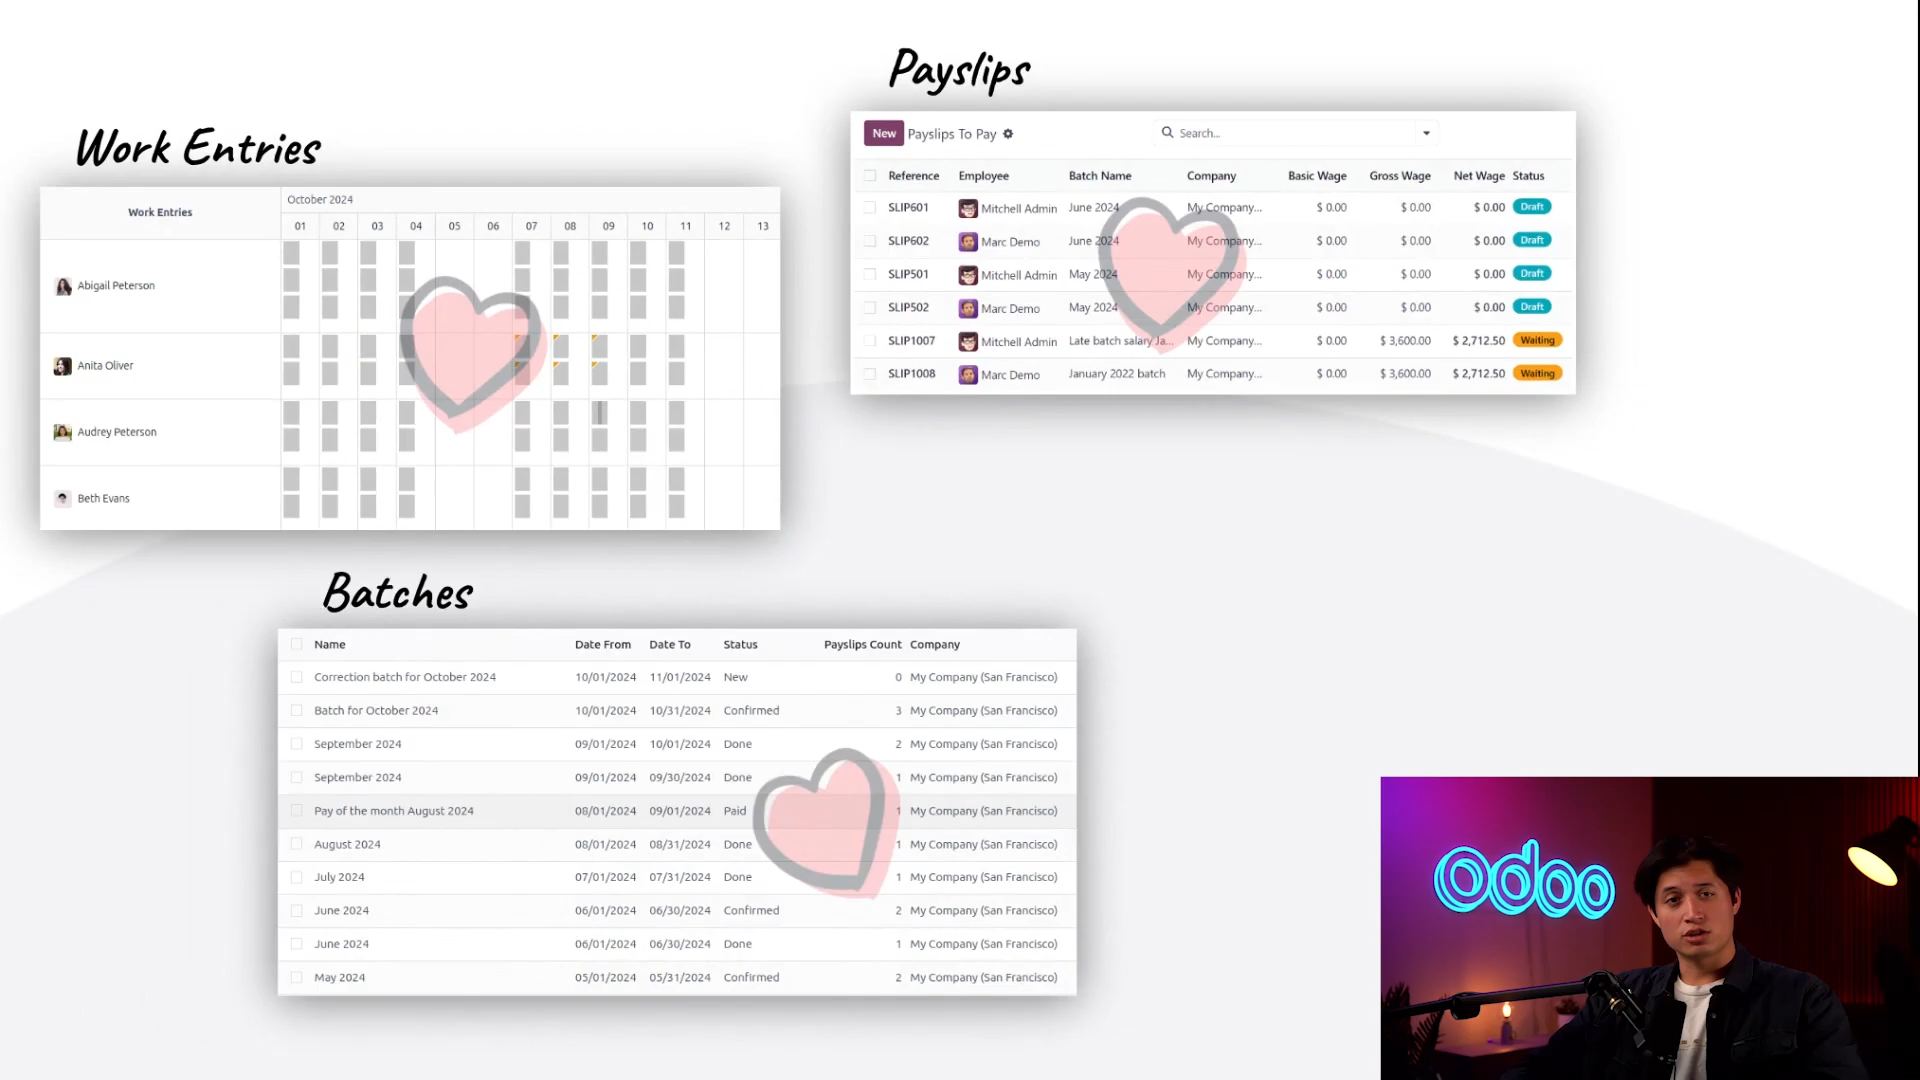 Payslips
New Payslips To Pay Search...
Reference Employee Batch Name Company Basic Wage Gross Wage Net Wage Status
SLIP601 Mitchell Admin June 2024 My Company... $ 0.00 $ 0.00 $ 0.00 Draft
SLIP602 Marc Demo June 2024 My Company... $ 0.00 $ 0.00 $ 0.00 Draft
SLIP501 Mitchell Admin May 2024 My Company... $ 0.00 $ 0.00 $ 0.00 Draft
SLIP502 Marc Demo May 2024 My Company... $ 0.00 $ 0.00 $ 0.00 Draft
SLIP1007 Mitchell Admin Late batch salary Ja... My Company... $ 0.00 $ 3,600.00 $ 2,712.50 Waiting
SLIP1008 Marc Demo January 2022 batch My Company... $ 0.00 $ 3,600.00 $ 2,712.50 Waiting
Work Entries
Work Entries October 2024
01 02 03 04 05 06 07 08 09 10 11 12 13
Abigail Peterson
Anita Oliver
Audrey Peterson
Beth Evans
Batches
Name Date From Date To Status Payslips Count Company
Correction batch for October 2024 10/01/2024 11/01/2024 New 0 My Company (San Francisco)
Batch for October 2024 10/01/2024 10/31/2024 Confirmed 3 My Company (San Francisco)
September 2024 09/01/2024 10/01/2024 Done 2 My Company (San Francisco)
September 2024 09/01/2024 09/30/2024 Done 1 My Company (San Francisco)
Pay of the month August 2024 08/01/2024 09/01/2024 Paid 1 My Company (San Francisco)
August 2024 08/01/2024 08/31/2024 Done 1 My Company (San Francisco)
July 2024 07/01/2024 07/31/2024 Done 1 My Company (San Francisco)
June 2024 06/01/2024 06/30/2024 Confirmed 2 My Company (San Francisco)
June 2024 06/01/2024 06/30/2024 Done 1 My Company (San Francisco)
May 2024 05/01/2024 05/31/2024 Confirmed 2 My Company (San Francisco)
odoo